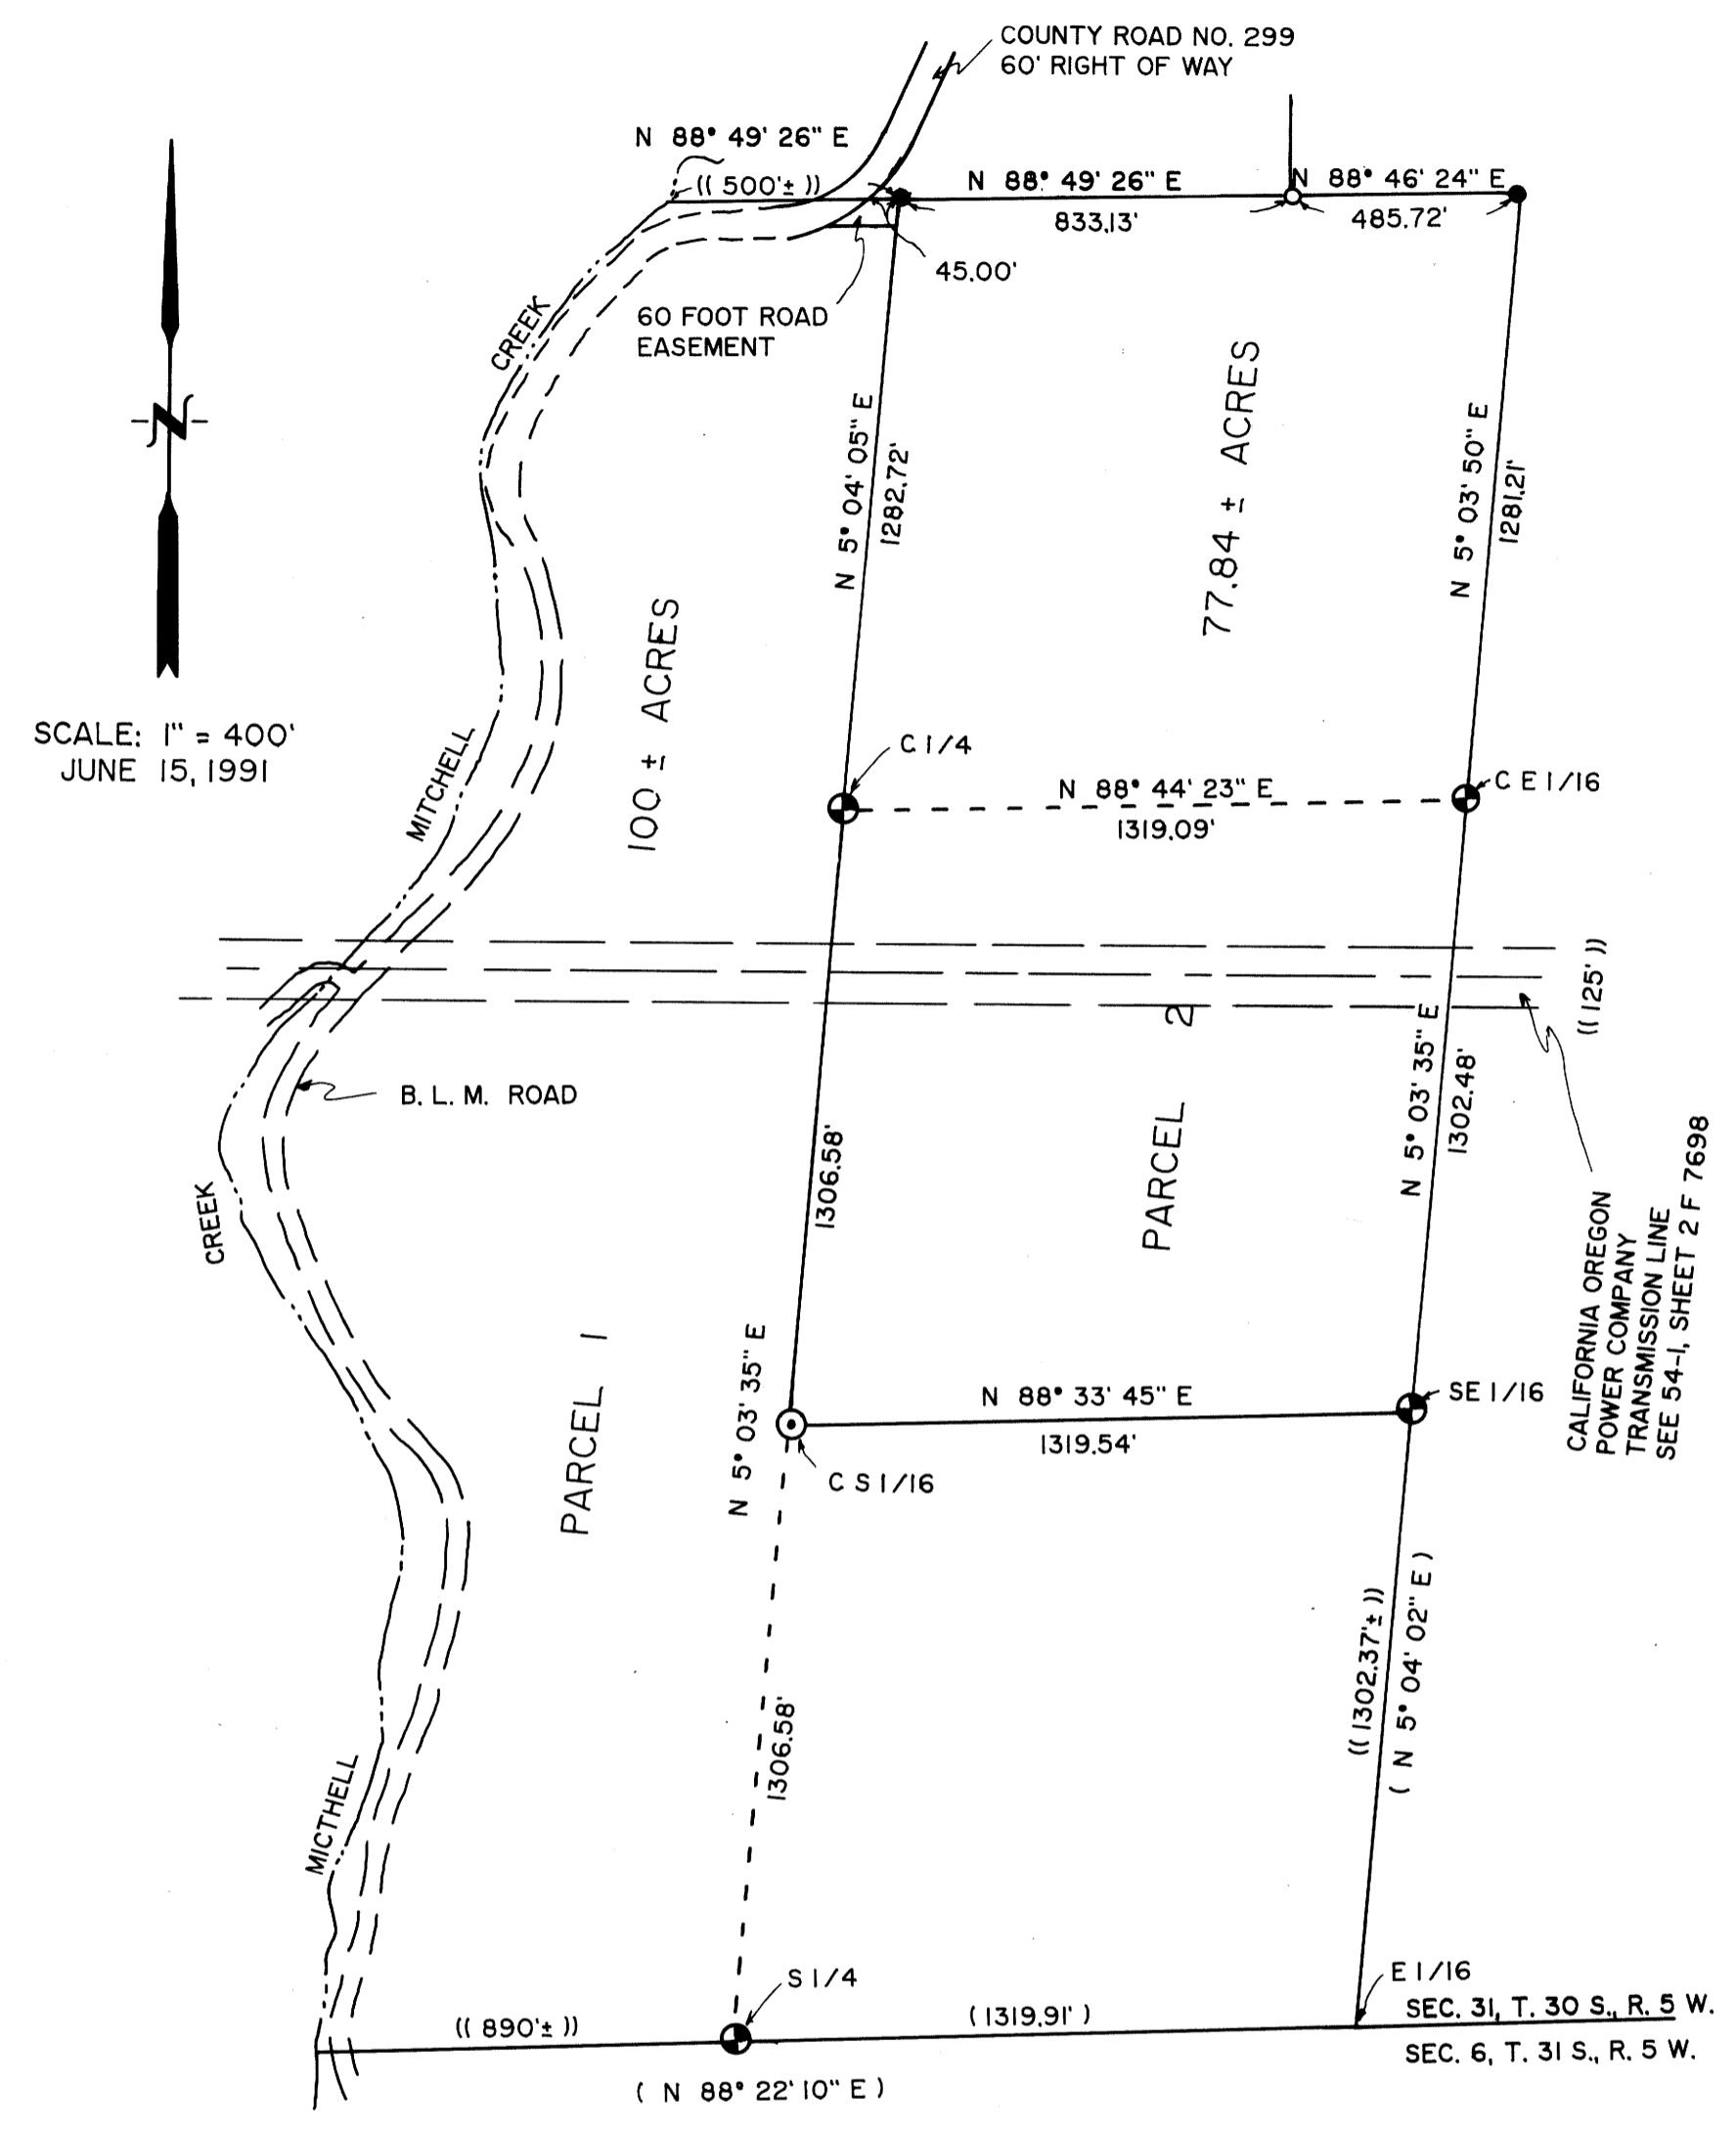 COUNTY ROAD NO. 299
60' RIGHT OF WAY
N 88° 49' 26" E
(( 500'± ))
N 88° 49' 26" E
833.13'
N 88° 46' 24" E
485.72'
45.00'
60 FOOT ROAD
EASEMENT
CREEK
N
SCALE: 1" = 400'
JUNE 15, 1991
N 5° 04' 05" E
1282.72'
77.84 ± ACRES
N 5° 03' 50" E
1281.21'
100 ± ACRES
MITCHELL
C 1/4
N 88° 44' 23" E
1319.09'
C E 1/16
((125'))
B. L. M. ROAD
PARCEL 2
N 5° 03' 35" E
1302.48'
1306.58'
CREEK
CALIFORNIA OREGON
POWER COMPANY
TRANSMISSION LINE
SEE 54-1, SHEET 2 F 7698
PARCEL 1
N 5° 03' 35" E
N 88° 33' 45" E
1319.54'
SE 1/16
C S 1/16
1306.58'
((1302.37'±))
( N 5° 04' 02" E )
MICTHELL
S 1/4
E 1/16
(( 890'± ))
(1319.91')
SEC. 31, T. 30 S., R. 5 W.
SEC. 6, T. 31 S., R. 5 W.
( N 88° 22' 10" E )